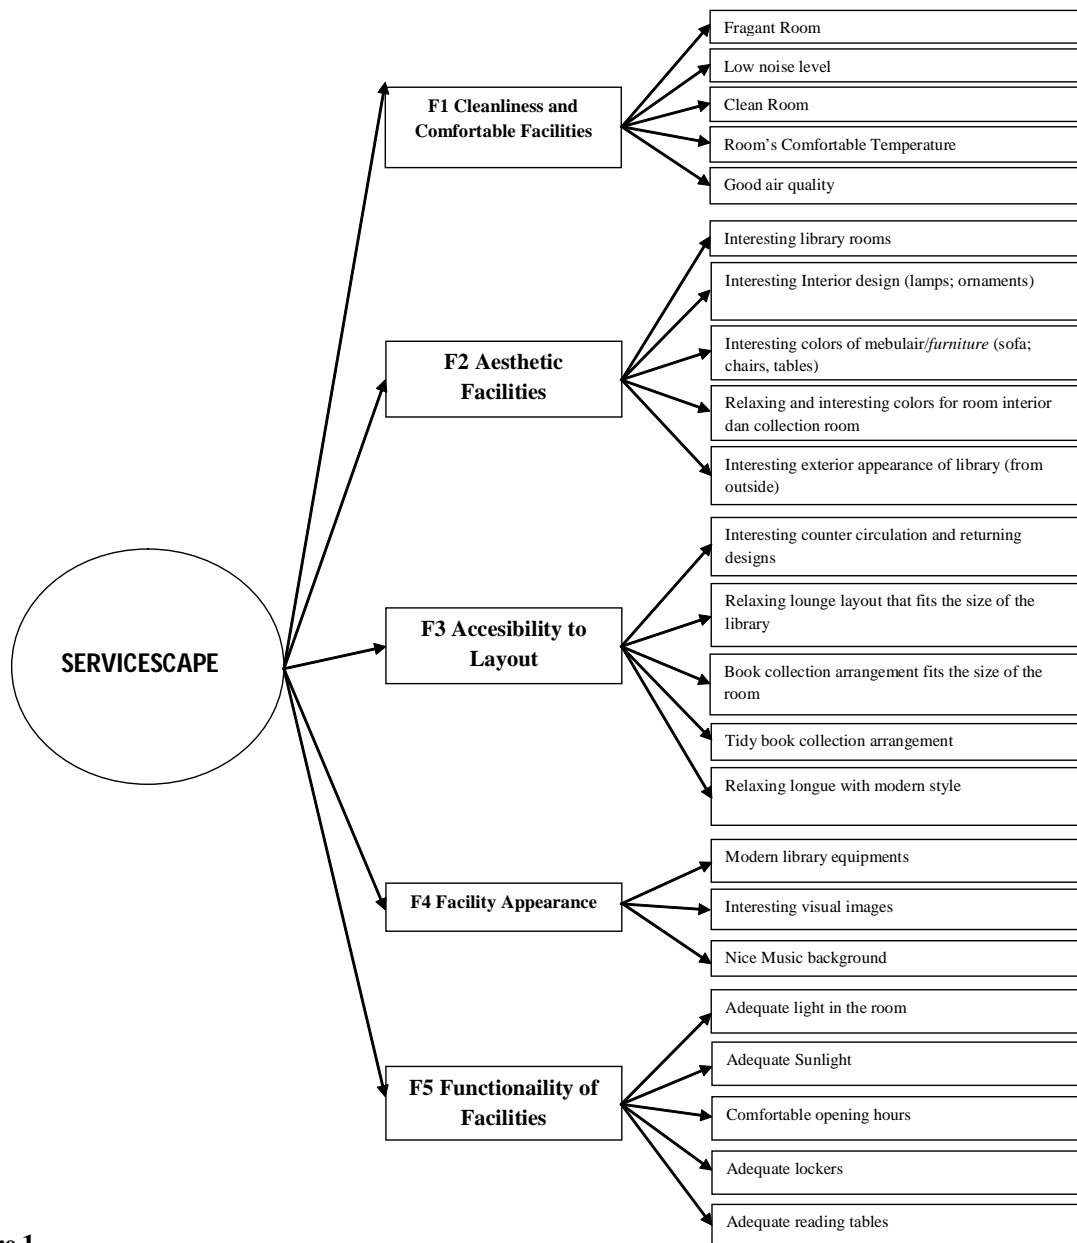 Fragant Room
Low noise level
F1 Cleanliness and
Comfortable Facilities
Clean Room
Room's Comfortable Temperature
Good air quality
Interesting library rooms
Interesting Interior design (lamps; ornaments)
F2 Aesthetic
Facilities
Interesting colors of mebulair/furniture (sofa;
chairs, tables)
Relaxing and interesting colors for room interior
dan collection room
Interesting exterior appearance of library (from
outside)
SERVICESCAPE
F3 Accesibility to
Layout
Interesting counter circulation and returning
designs
Relaxing lounge layout that fits the size of the
library
Book collection arrangement fits the size of the
room
Tidy book collection arrangement
Relaxing longue with modern style
F4 Facility Appearance
Modern library equipments
Interesting visual images
Nice Music background
F5 Functionaility of
Facilities
Adequate light in the room
Adequate Sunlight
Comfortable opening hours
Adequate lockers
Adequate reading tables